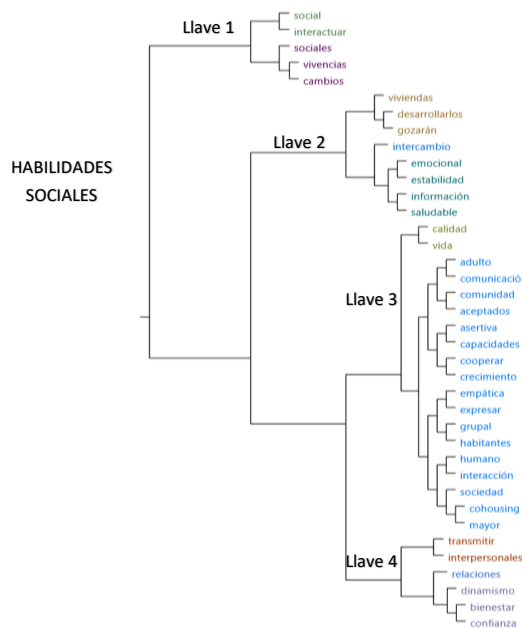 Llave 1
social
interactuar
sociales
vivencias
cambios
Llave 2
viviendas
desarrollarlos
gozarán
intercambio
emocional
estabilidad
información
saludable
HABILIDADES
SOCIALES
Llave 3
calidad
vida
adulto
comunicació
comunidad
aceptados
asertiva
capacidades
cooperar
crecimiento
empática
expresar
grupal
habitantes
humano
interacción
sociedad
cohousing
mayor
Llave 4
transmitir
interpersonales
relaciones
dinamismo
bienestar
confianza